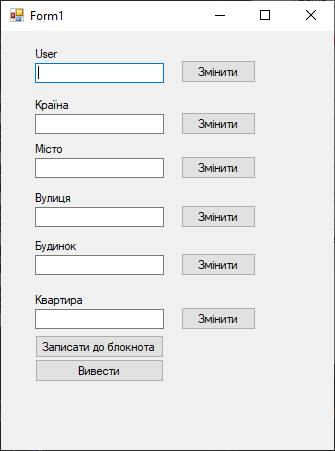 Form1
User
Змінити
Країна
Змінити
Місто
Змінити
Вулиця
Змінити
Будинок
Змінити
Квартира
Змінити
Записати до блокнота
Вивести